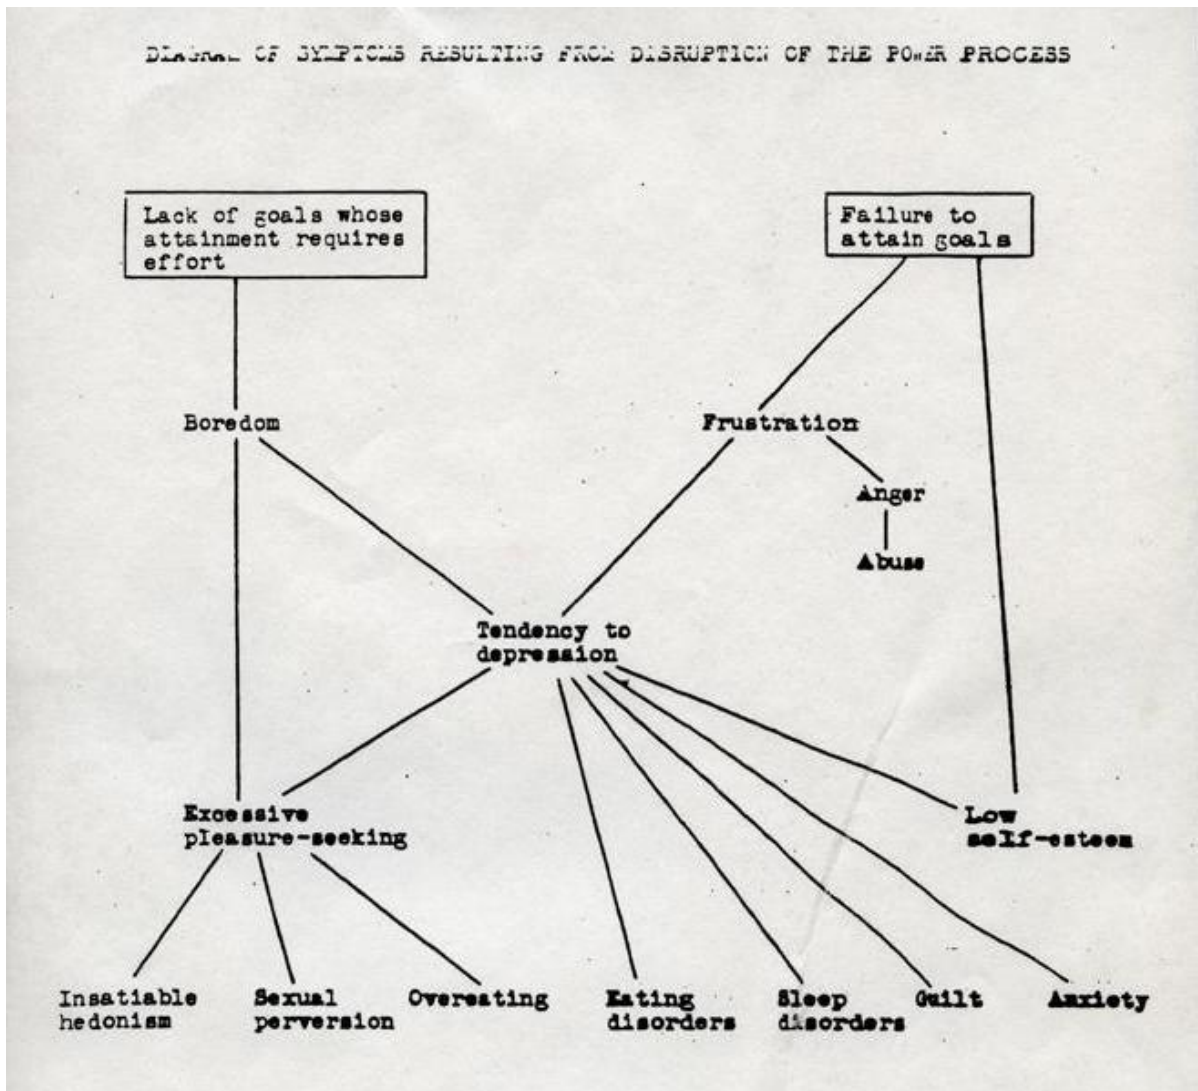 DIAGRAM OF SYMPTOMS RESULTING FROM DISRUPTION OF THE POWER PROCESS
Lack of goals whose
attainment requires
effort
Failure to
attain goals
Boredom
Frustration
Anger
Abuse
Tendency to
depression
Excessive
pleasure-seeking
Low
self-esteem
Insatiable
hedonism
Sexual
perversion
Overeating
Eating
disorders
Sleep
disorders
Guilt
Anxiety